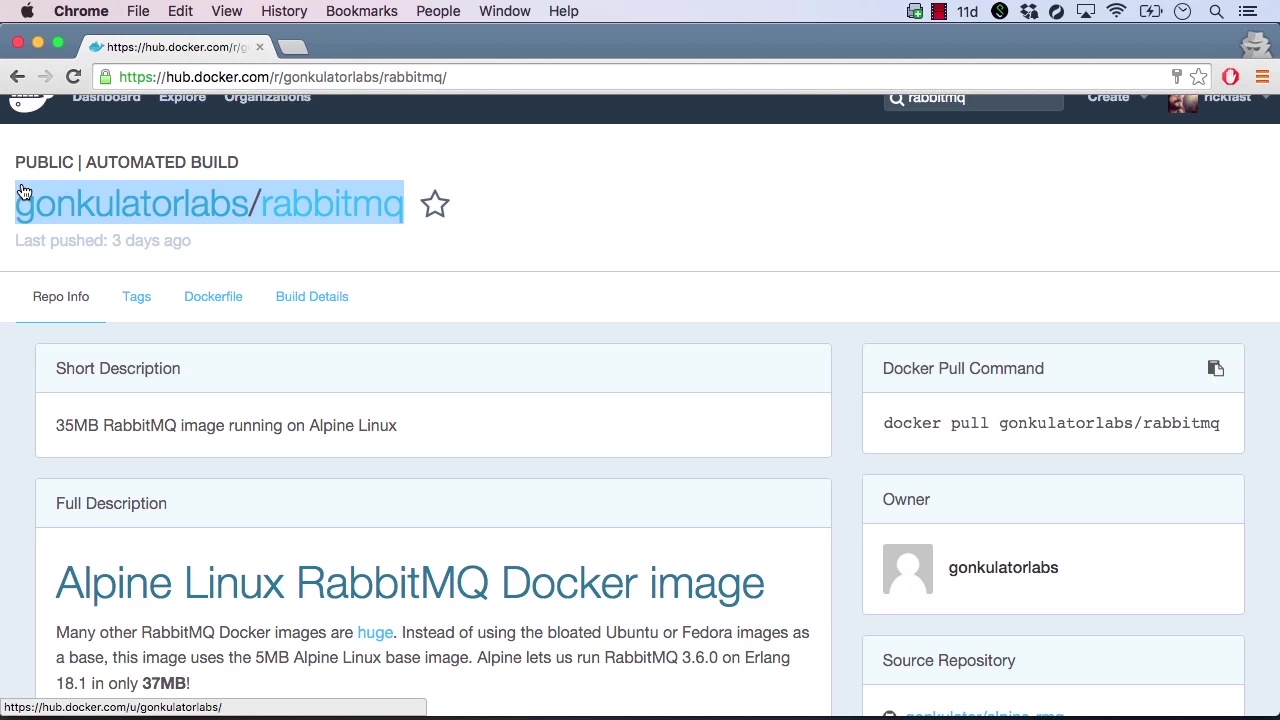 Chrome File Edit View History Bookmarks People Window Help 11d
https://hub.docker.com/r/g
https://hub.docker.com/r/gonkulatorlabs/rabbitmq/
Dashboard Explore Organizations rabbitmq Create rickfast
PUBLIC | AUTOMATED BUILD
gonkulatorlabs/rabbitmq
Last pushed: 3 days ago
Repo Info Tags Dockerfile Build Details
Short Description
35MB RabbitMQ image running on Alpine Linux
Full Description
Alpine Linux RabbitMQ Docker image
Many other RabbitMQ Docker images are huge. Instead of using the bloated Ubuntu or Fedora images as
a base, this image uses the 5MB Alpine Linux base image. Alpine lets us run RabbitMQ 3.6.0 on Erlang
18.1 in only 37MB!
Docker Pull Command
docker pull gonkulatorlabs/rabbitmq
Owner
gonkulatorlabs
Source Repository
gonkulator/alpine-rmq
https://hub.docker.com/u/gonkulatorlabs/